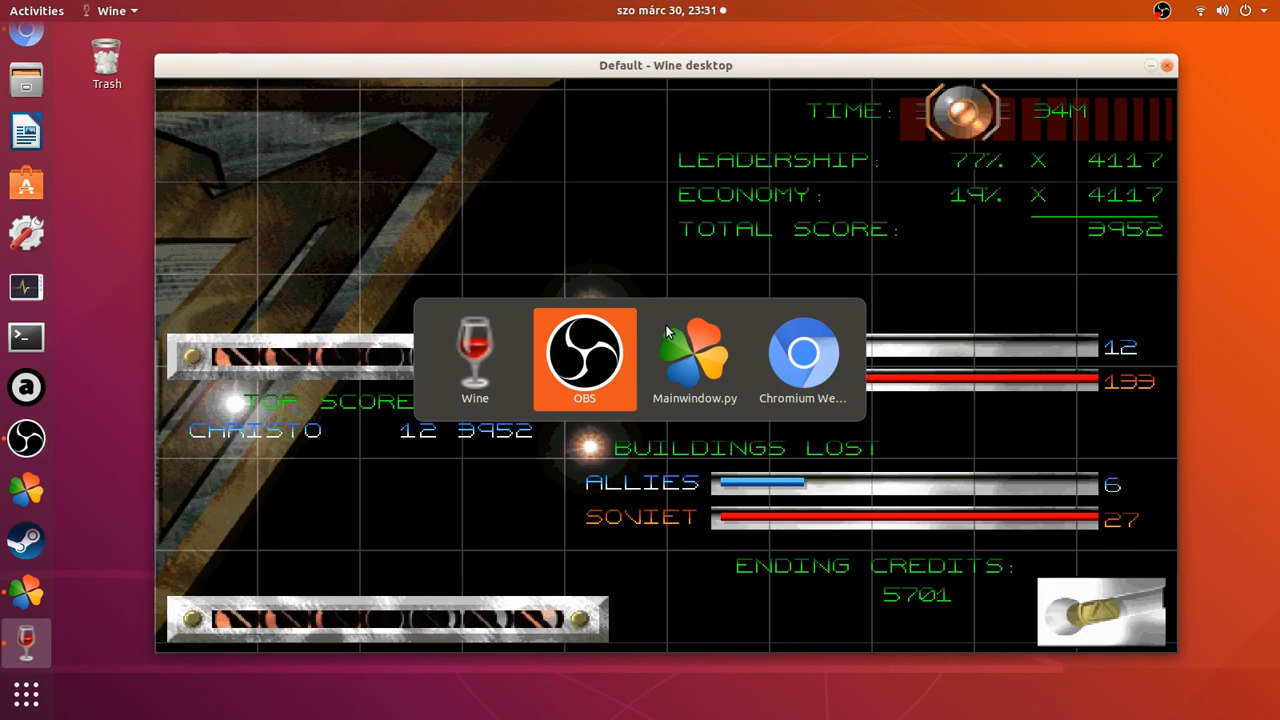 Activities
Wine
szo márc 30, 23:31
Trash
Default - Wine desktop
TIME: 34M
LEADERSHIP: 77% X 4117
ECONOMY: 19% X 4117
TOTAL SCORE: 3952
12
133
Wine
OBS
Mainwindow.py
Chromium We...
TOP SCORE
CHRISTO 12 3952
BUILDINGS LOST
ALLIES 6
SOVIET 27
ENDING CREDITS:
5701